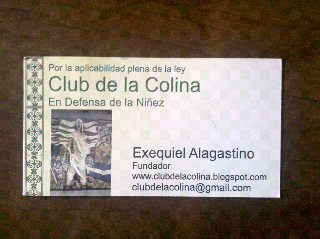 Por la aplicabilidad plena de la ley
Club de la Colina
En Defensa de la Niñez
Exequiel Alagastino
Fundador
www.clubdelacolina.blogspot.com
clubdelacolina@gmail.com